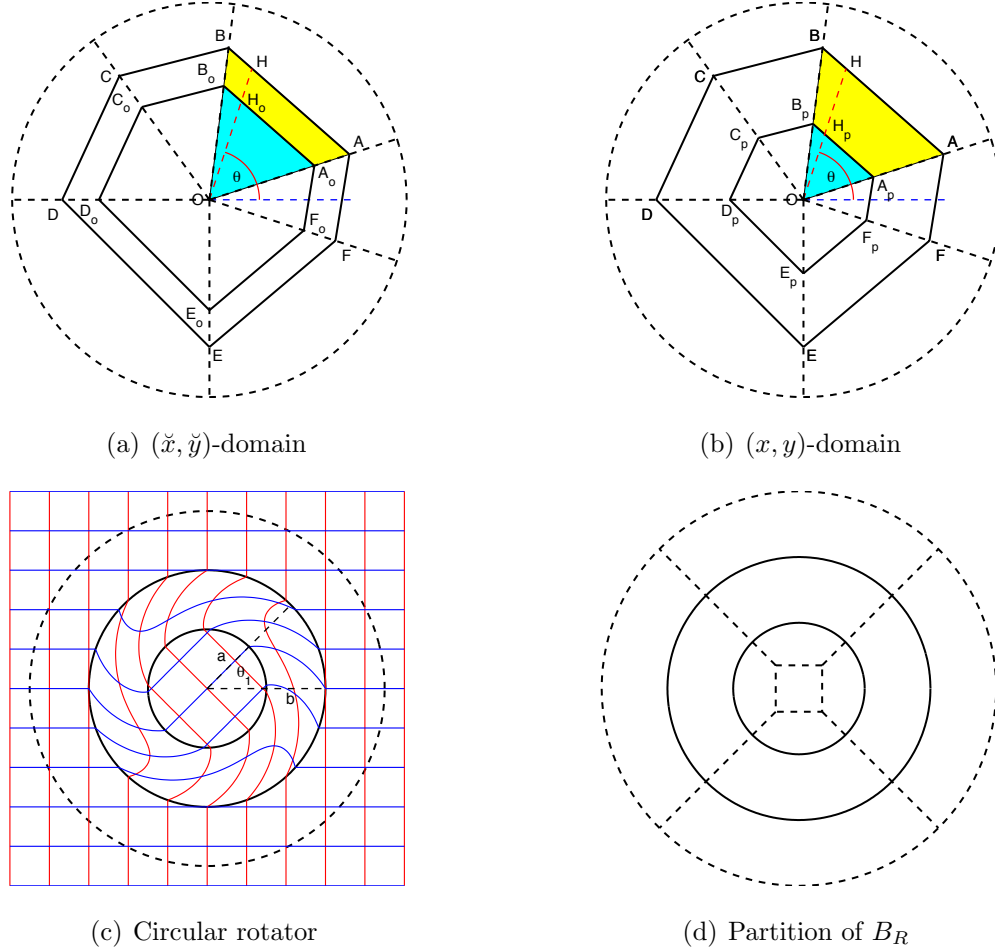 B
H
C
B_o
C_o
H_o
A
θ
A_o
O
D
D_o
F_o
F
E_o
E
B
H
C
B_p
H_p
C_p
A
θ
A_p
O
D
D_p
F_p
F
E_p
E
(a) (x̆, y̆)-domain
(b) (x, y)-domain
a
θ_1
b
(c) Circular rotator
(d) Partition of B_R